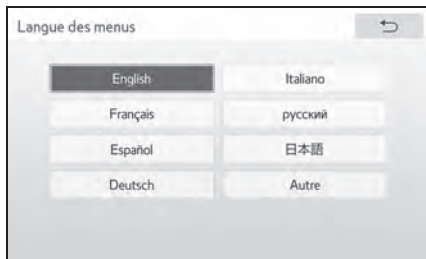 Langue des menus
English
Italiano
Français
русский
Español
日本語
Deutsch
Autre